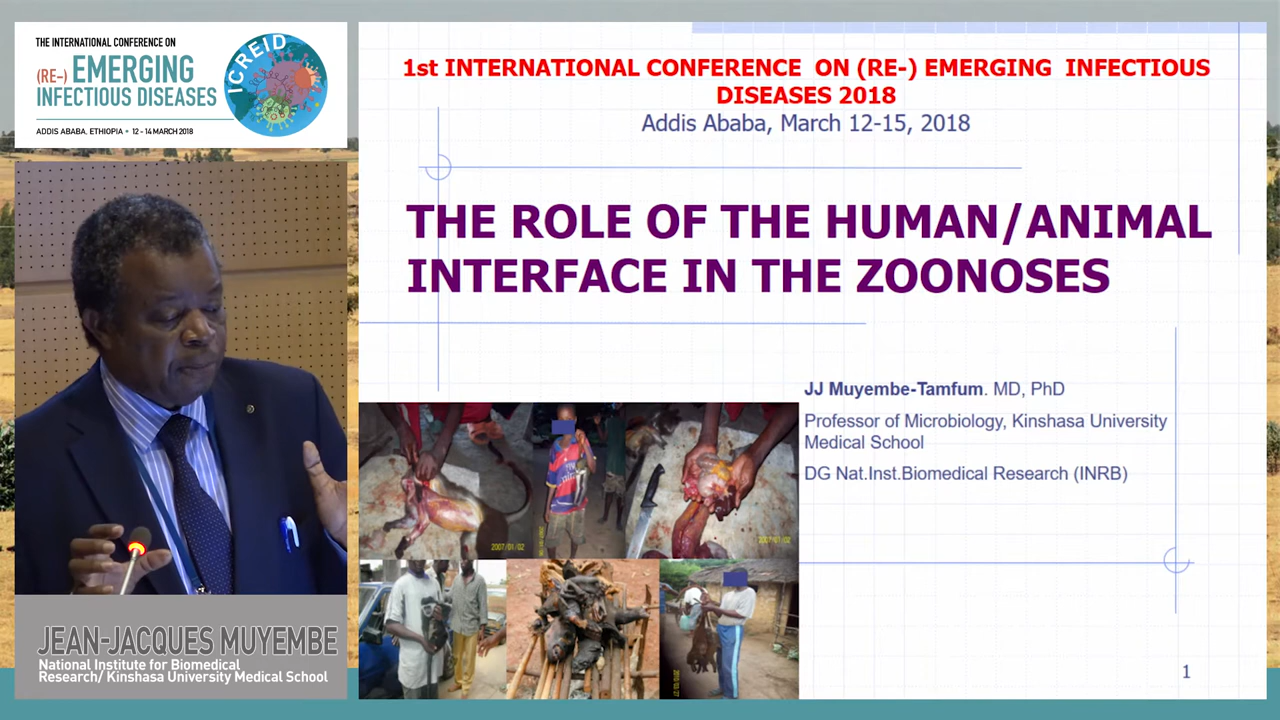 THE INTERNATIONAL CONFERENCE ON
(RE-) EMERGING
INFECTIOUS DISEASES
ADDIS ABABA, ETHIOPIA • 12 - 14 MARCH 2018
ICREID
1st INTERNATIONAL CONFERENCE ON (RE-) EMERGING INFECTIOUS
DISEASES 2018
Addis Ababa, March 12-15, 2018
THE ROLE OF THE HUMAN/ANIMAL
INTERFACE IN THE ZOONOSES
JJ Muyembe-Tamfum. MD, PhD
Professor of Microbiology, Kinshasa University
Medical School
DG Nat.Inst.Biomedical Research (INRB)
2007/01/02
2007/01/02
1
JEAN-JACQUES MUYEMBE
National Institute for Biomedical
Research/ Kinshasa University Medical School